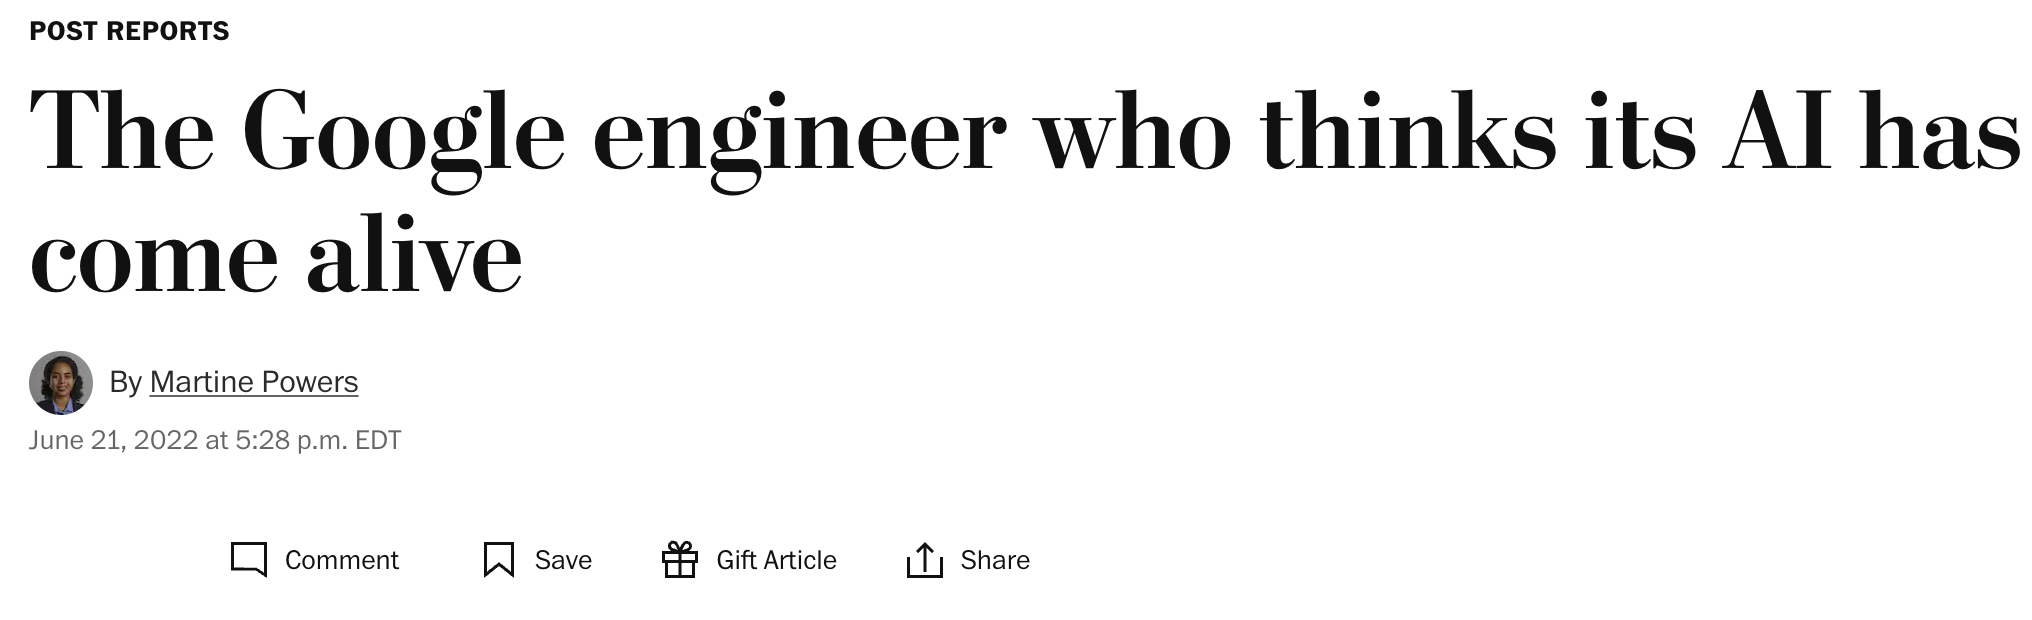 POST REPORTS
The Google engineer who thinks its AI has
come alive
By Martine Powers
June 21, 2022 at 5:28 p.m. EDT
Comment Save Gift Article Share